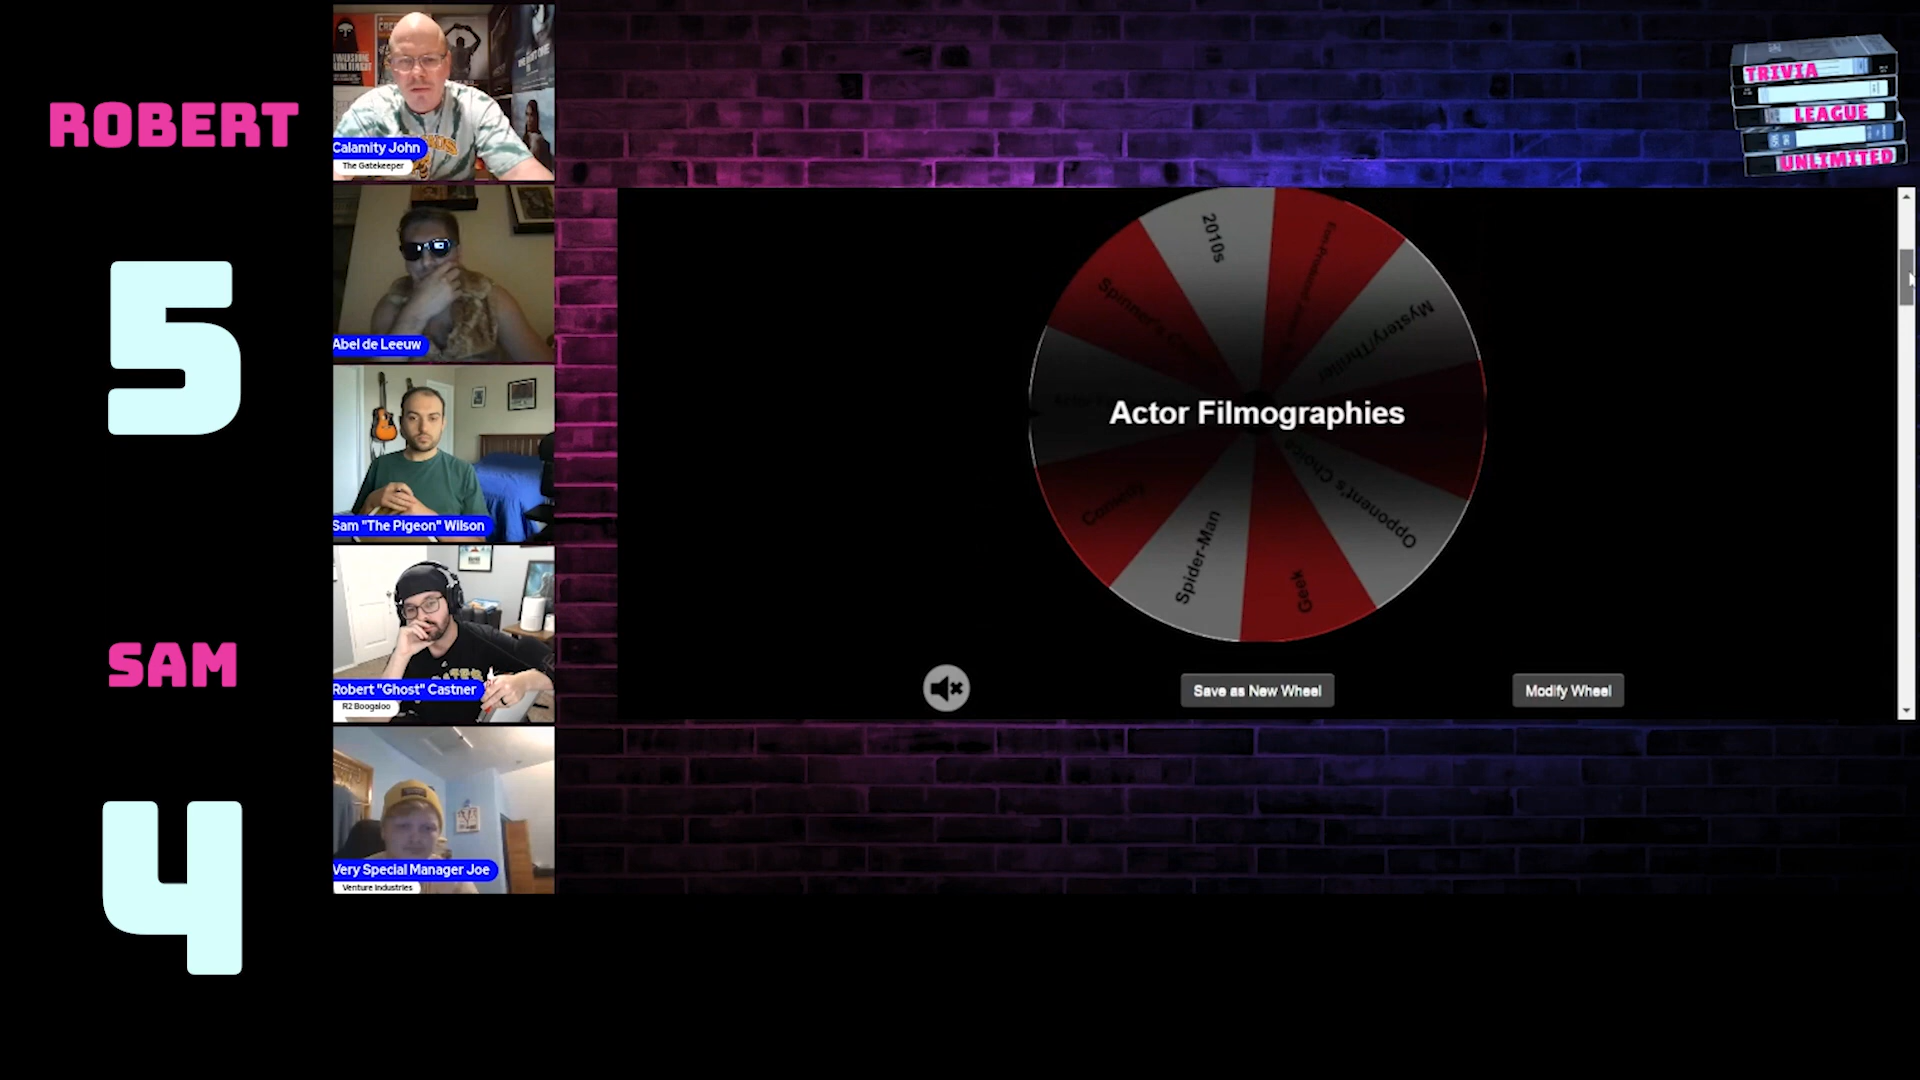 ROBERT
5
SAM
4
Calamity John
The Gatekeeper
Abel de Leeuw
Sam "The Pigeon" Wilson
Robert "Ghost" Castner
R2 Boogaloo
Very Special Manager Joe
Venture Industries
TRIVIA
LEAGUE
UNLIMITED
2010s
Mystery/Thriller
Spinner's
Actor Filmographies
Opponent's Choice
Comedy
Spider-Man
Geek
Save as New Wheel
Modify Wheel